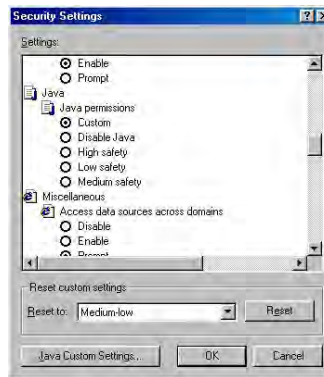 Security Settings
Settings:
Enable
Prompt
Java
Java permissions
Custom
Disable Java
High safety
Low safety
Medium safety
Miscellaneous
Access data sources across domains
Disable
Enable
Prompt
Reset custom settings
Reset to: Medium-low Reset
Java Custom Settings... OK Cancel